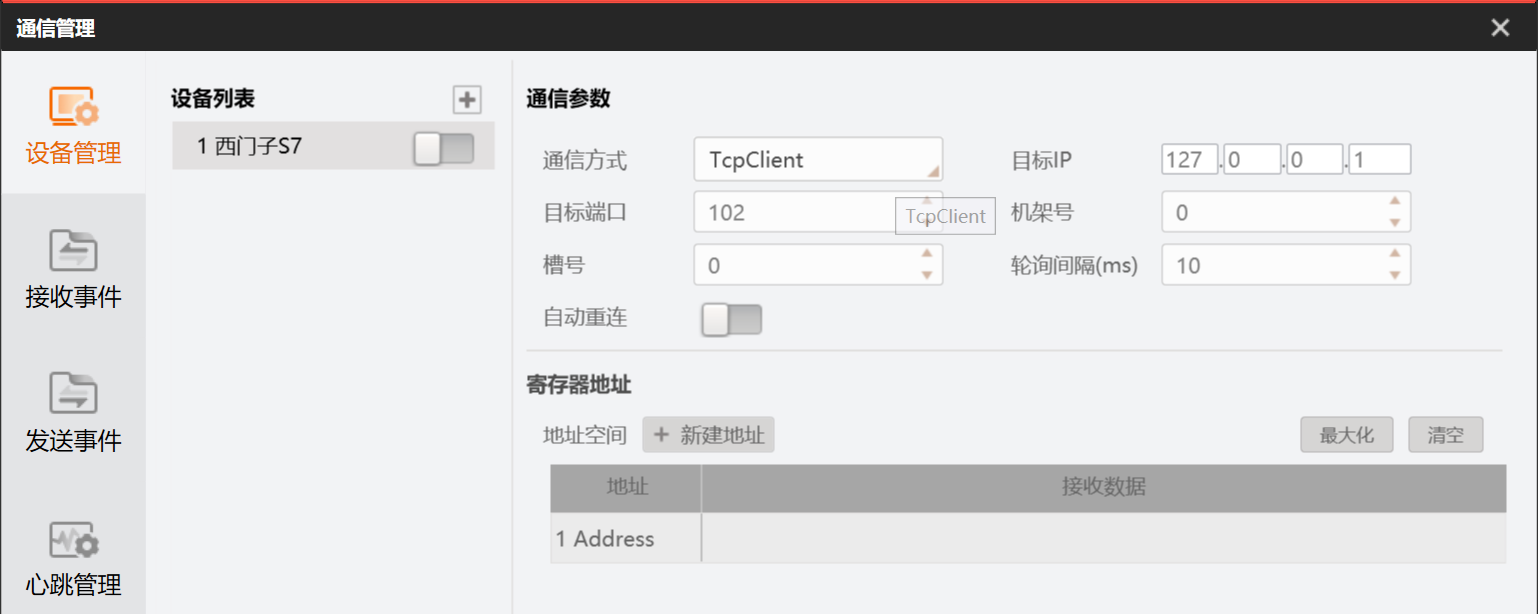 通信管理
设备管理
接收事件
发送事件
心跳管理
设备列表
1 西门子S7
通信参数
通信方式 TcpClient 目标IP 127.0.0.1
目标端口 102 TcpClient 机架号 0
槽号 0 轮询间隔(ms) 10
自动重连
寄存器地址
地址空间 + 新建地址 最大化 清空
地址 接收数据
1 Address